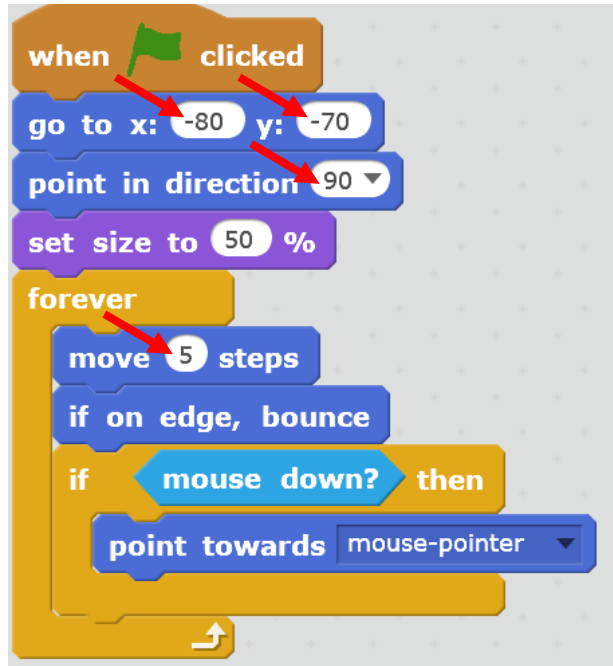 when clicked
go to x: -80 y: -70
point in direction 90
set size to 50 %
forever
move 5 steps
if on edge, bounce
if mouse down? then
point towards mouse-pointer